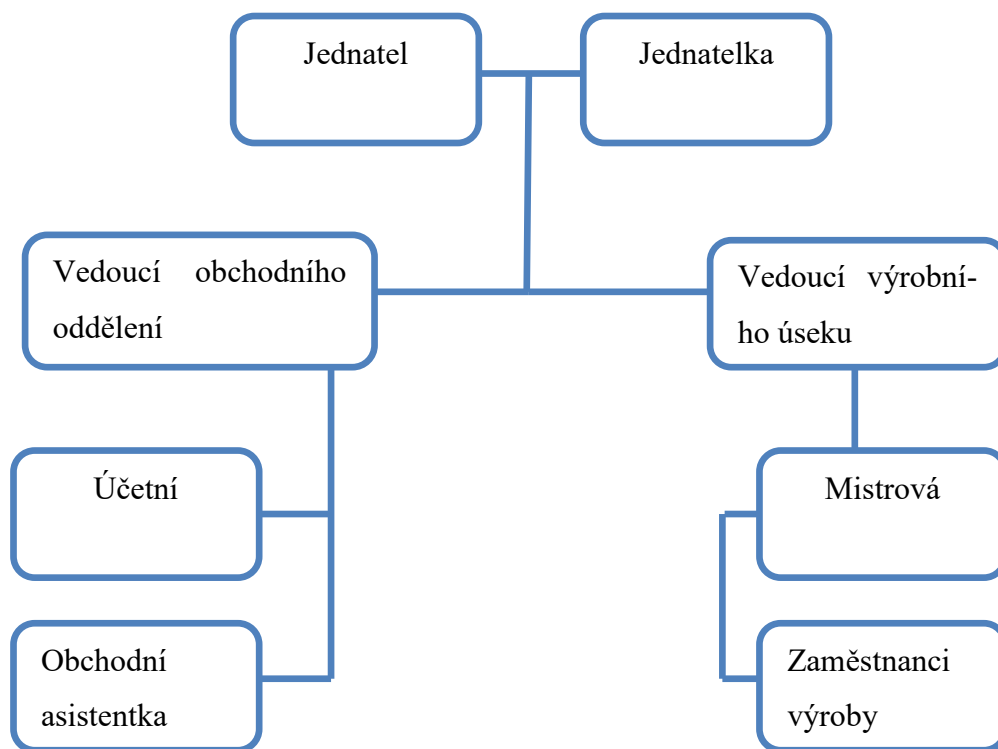 Jednatel
Jednatelka
Vedoucí obchodního
oddělení
Vedoucí výrobní-
ho úseku
Účetní
Mistrová
Obchodní
asistentka
Zaměstnanci
výroby